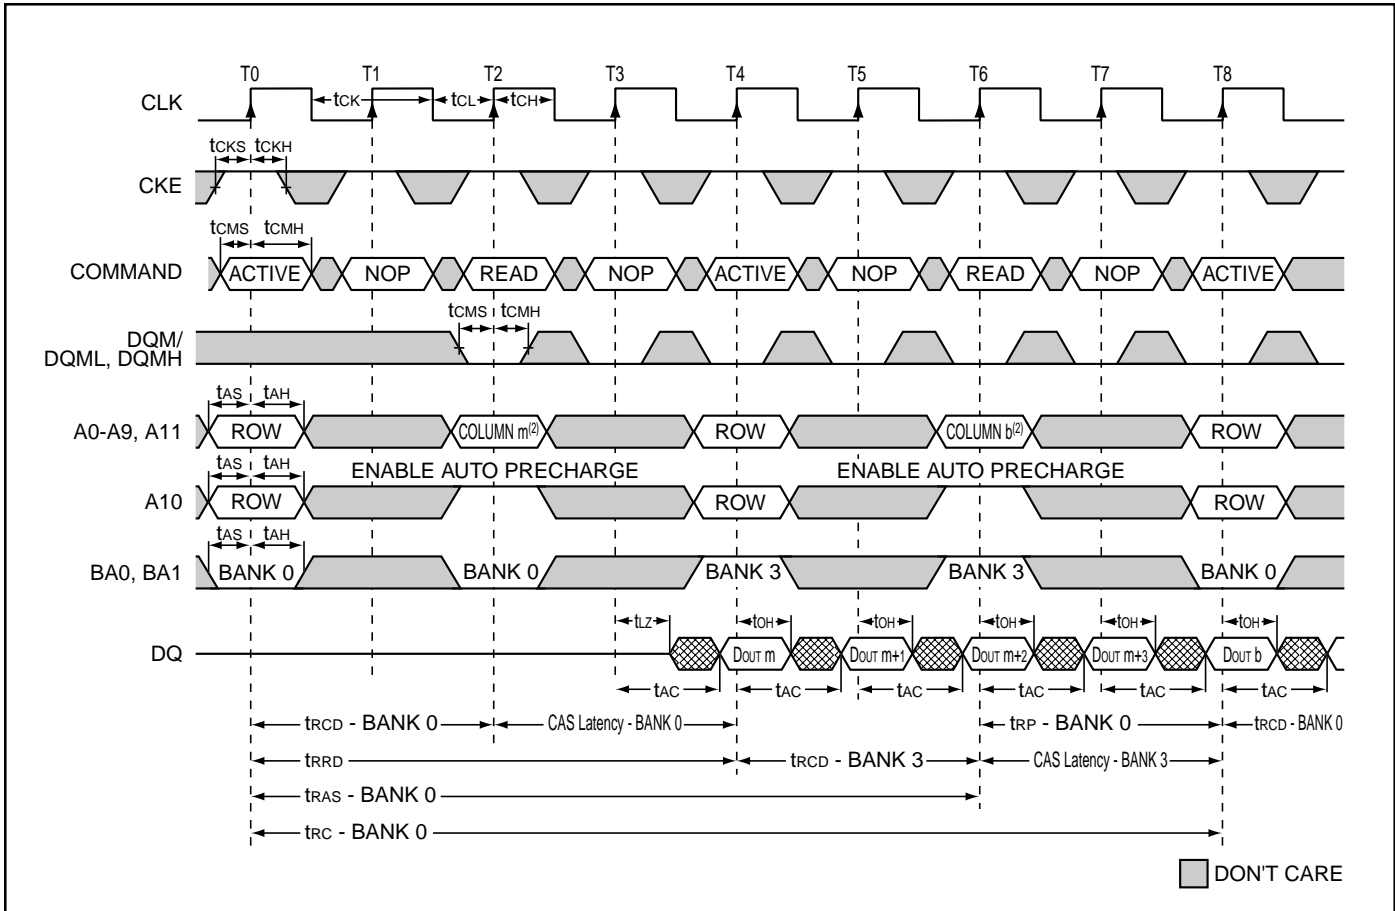 T0 T1 T2 T3 T4 T5 T6 T7 T8
CLK tCK tCL tCH
tCKS tCKH
CKE
tCMS tCMH
COMMAND ACTIVE NOP READ NOP ACTIVE NOP READ NOP ACTIVE
tCMS tCMH
DQM/
DQML, DQMH
tAS tAH
A0-A9, A11 ROW COLUMN m(2) ROW COLUMN b(2) ROW
tAS tAH ENABLE AUTO PRECHARGE ENABLE AUTO PRECHARGE
A10 ROW ROW ROW
tAS tAH
BA0, BA1 BANK 0 BANK 0 BANK 3 BANK 3 BANK 0
tLZ tOH tOH tOH tOH tOH
DQ DOUT m DOUT m+1 DOUT m+2 DOUT m+3 DOUT b
tAC tAC tAC tAC tAC tAC
tRCD - BANK 0 CAS Latency - BANK 0 tRP - BANK 0 tRCD - BANK 0
tRRD tRCD - BANK 3 CAS Latency - BANK 3
tRAS - BANK 0
tRC - BANK 0
DON'T CARE